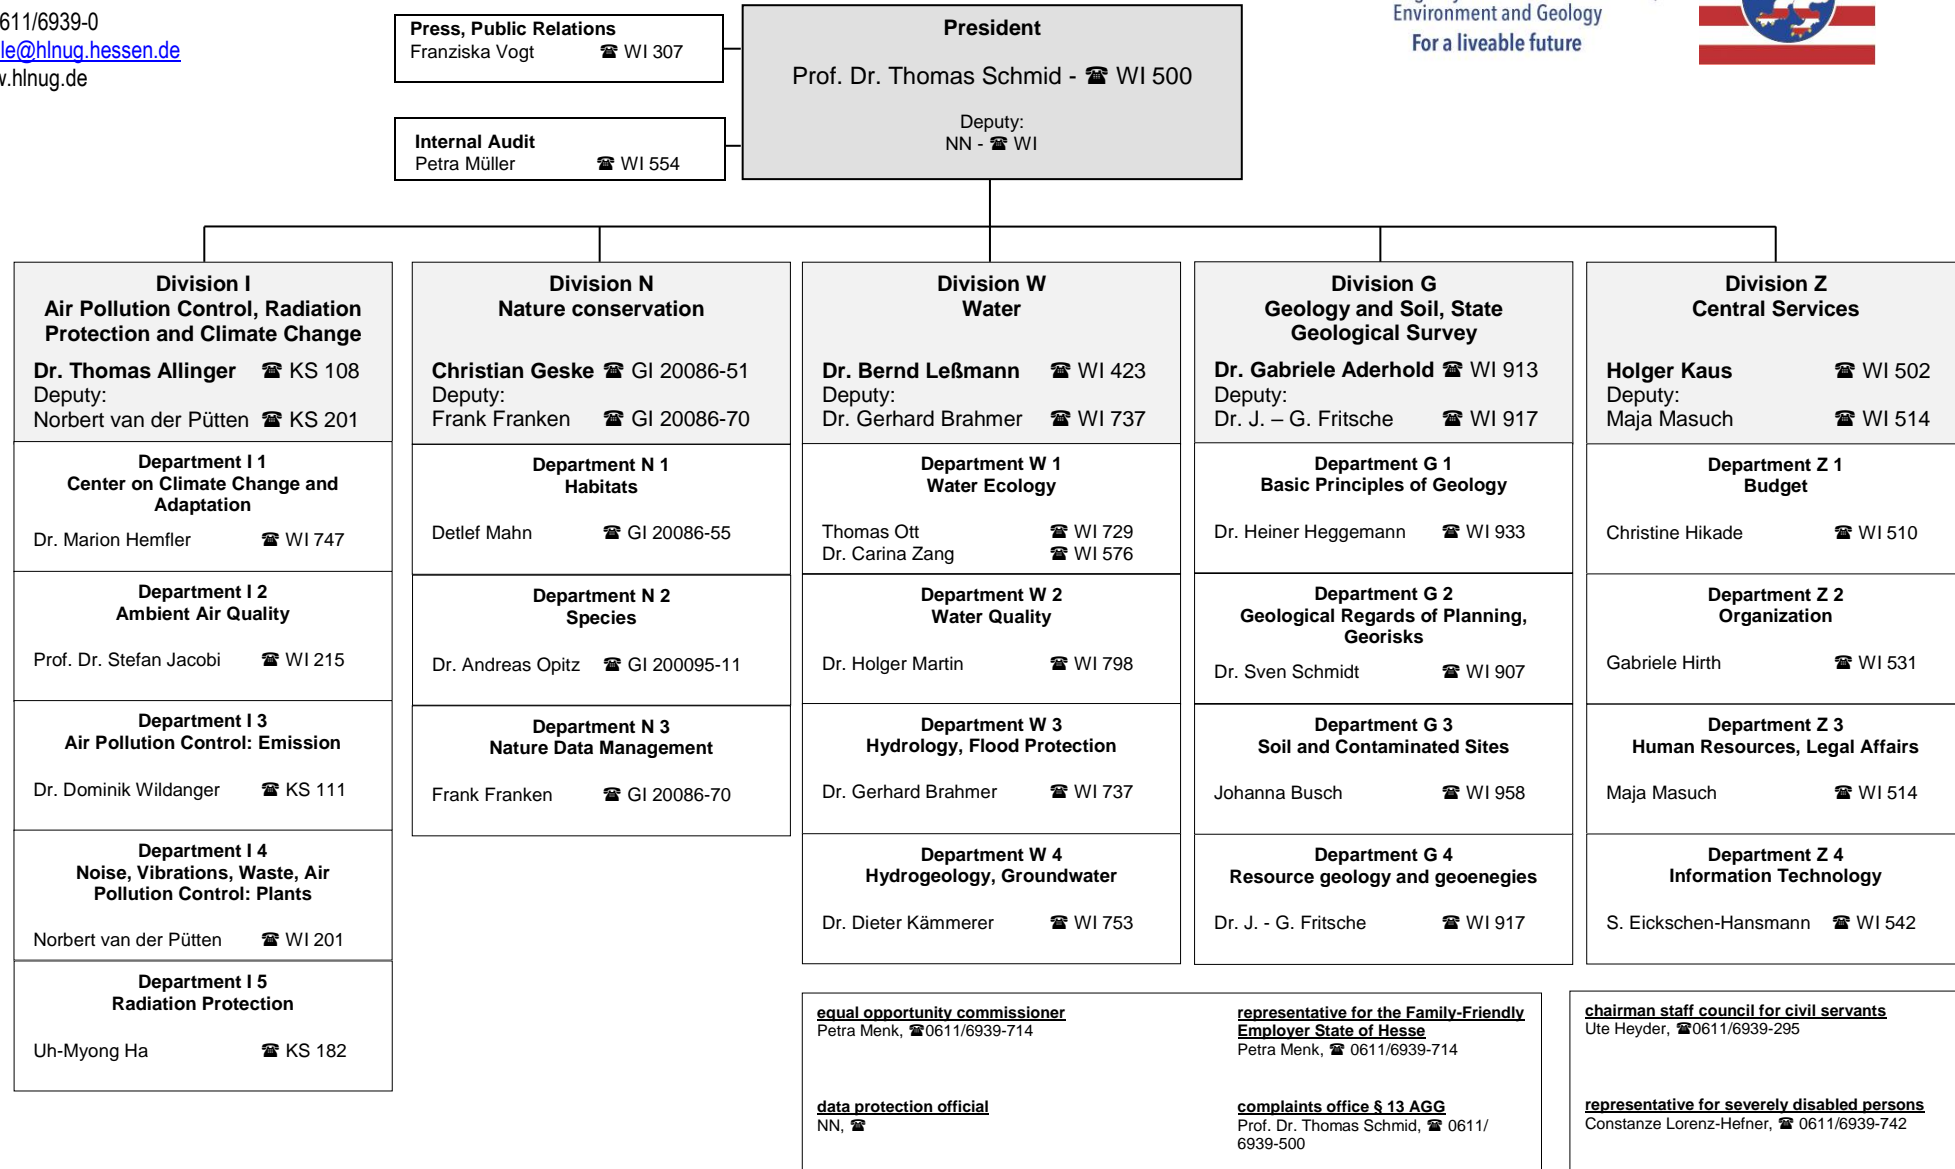 611/6939-0
le@hlnug.hessen.de
.hlnug.de
Press, Public Relations
Franziska Vogt ☎ WI 307
Internal Audit
Petra Müller ☎ WI 554
President
Prof. Dr. Thomas Schmid - ☎ WI 500
Deputy:
NN - ☎ WI
Environment and Geology
For a liveable future
Division I
Air Pollution Control, Radiation
Protection and Climate Change
Dr. Thomas Allinger ☎ KS 108
Deputy:
Norbert van der Pütten ☎ KS 201
Department I 1
Center on Climate Change and
Adaptation
Dr. Marion Hemfler ☎ WI 747
Department I 2
Ambient Air Quality
Prof. Dr. Stefan Jacobi ☎ WI 215
Department I 3
Air Pollution Control: Emission
Dr. Dominik Wildanger ☎ KS 111
Department I 4
Noise, Vibrations, Waste, Air
Pollution Control: Plants
Norbert van der Pütten ☎ WI 201
Department I 5
Radiation Protection
Uh-Myong Ha ☎ KS 182
Division N
Nature conservation
Christian Geske ☎ GI 20086-51
Deputy:
Frank Franken ☎ GI 20086-70
Department N 1
Habitats
Detlef Mahn ☎ GI 20086-55
Department N 2
Species
Dr. Andreas Opitz ☎ GI 200095-11
Department N 3
Nature Data Management
Frank Franken ☎ GI 20086-70
Division W
Water
Dr. Bernd Leßmann ☎ WI 423
Deputy:
Dr. Gerhard Brahmer ☎ WI 737
Department W 1
Water Ecology
Thomas Ott ☎ WI 729
Dr. Carina Zang ☎ WI 576
Department W 2
Water Quality
Dr. Holger Martin ☎ WI 798
Department W 3
Hydrology, Flood Protection
Dr. Gerhard Brahmer ☎ WI 737
Department W 4
Hydrogeology, Groundwater
Dr. Dieter Kämmerer ☎ WI 753
Division G
Geology and Soil, State
Geological Survey
Dr. Gabriele Aderhold ☎ WI 913
Deputy:
Dr. J. – G. Fritsche ☎ WI 917
Department G 1
Basic Principles of Geology
Dr. Heiner Heggemann ☎ WI 933
Department G 2
Geological Regards of Planning,
Georisks
Dr. Sven Schmidt ☎ WI 907
Department G 3
Soil and Contaminated Sites
Johanna Busch ☎ WI 958
Department G 4
Resource geology and geoenegies
Dr. J. - G. Fritsche ☎ WI 917
Division Z
Central Services
Holger Kaus ☎ WI 502
Deputy:
Maja Masuch ☎ WI 514
Department Z 1
Budget
Christine Hikade ☎ WI 510
Department Z 2
Organization
Gabriele Hirth ☎ WI 531
Department Z 3
Human Resources, Legal Affairs
Maja Masuch ☎ WI 514
Department Z 4
Information Technology
S. Eickschen-Hansmann ☎ WI 542
equal opportunity commissioner
Petra Menk, ☎0611/6939-714
data protection official
NN, ☎
representative for the Family-Friendly
Employer State of Hesse
Petra Menk, ☎ 0611/6939-714
complaints office § 13 AGG
Prof. Dr. Thomas Schmid, ☎ 0611/
6939-500
chairman staff council for civil servants
Ute Heyder, ☎0611/6939-295
representative for severely disabled persons
Constanze Lorenz-Hefner, ☎ 0611/6939-742